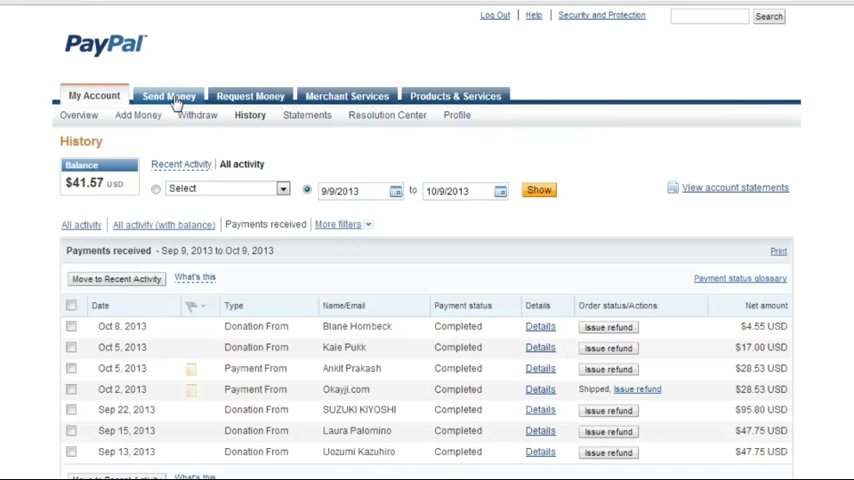 Log Out | Help | Security and Protection Search
PayPal
My Account Send Money Request Money Merchant Services Products & Services
Overview Add Money Withdraw History Statements Resolution Center Profile
History
Balance
$41.57 USD
Recent Activity | All activity
Select 9/9/2013 to 10/9/2013 Show
View account statements
All activity | All activity (with balance) | Payments received | More filters
Payments received - Sep 9, 2013 to Oct 9, 2013 Print
Move to Recent Activity What's this Payment status glossary
Date Type Name/Email Payment status Details Order status/Actions Net amount
Oct 8, 2013 Donation From Blane Hornbeck Completed Details Issue refund $4.55 USD
Oct 5, 2013 Donation From Kaie Pukk Completed Details Issue refund $17.00 USD
Oct 5, 2013 Payment From Ankit Prakash Completed Details Issue refund $28.53 USD
Oct 2, 2013 Payment From Okayji.com Completed Details Shipped, Issue refund $28.53 USD
Sep 22, 2013 Donation From SUZUKI KIYOSHI Completed Details Issue refund $95.80 USD
Sep 15, 2013 Donation From Laura Palomino Completed Details Issue refund $47.75 USD
Sep 13, 2013 Donation From Uozumi Kazuhiro Completed Details Issue refund $47.75 USD
Move to Recent Activity What's this